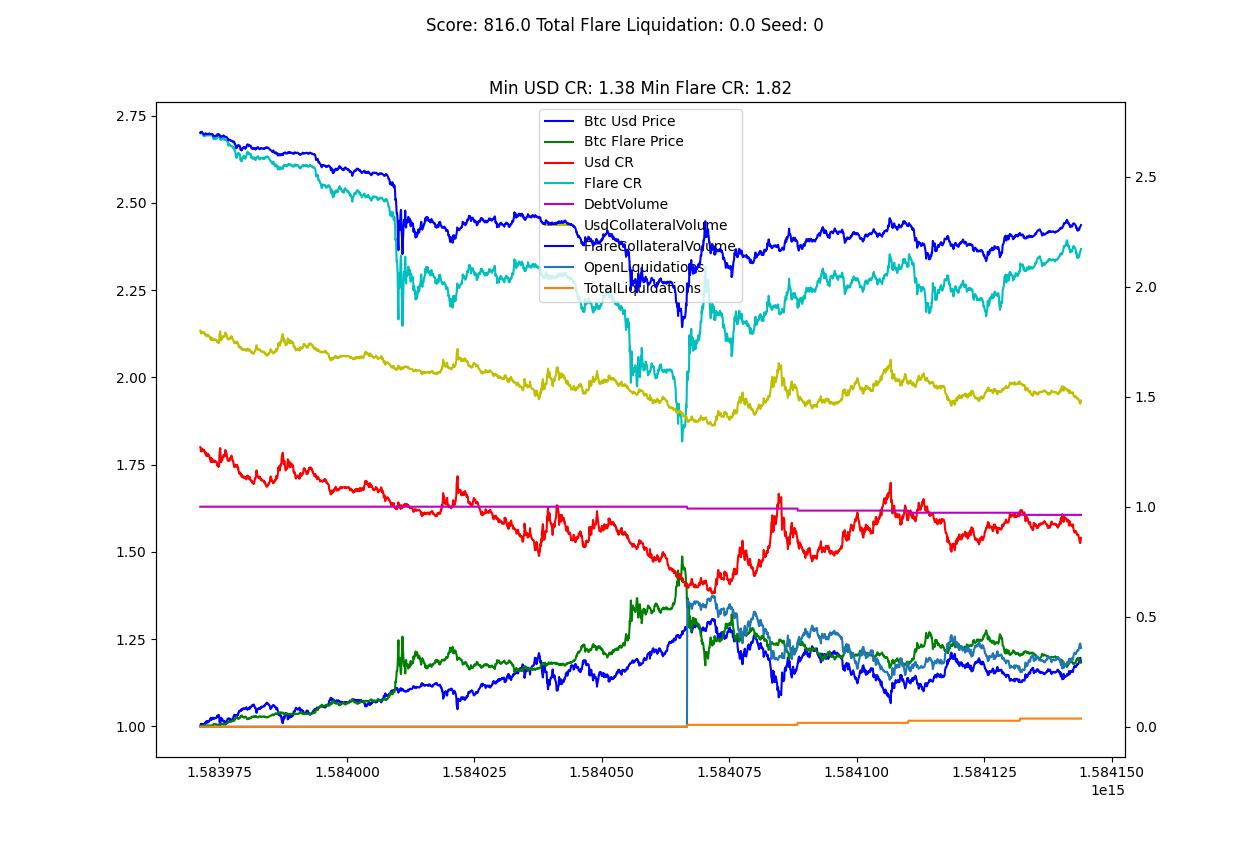 Score: 816.0 Total Flare Liquidation: 0.0 Seed: 0
Min USD CR: 1.38 Min Flare CR: 1.82
Btc Usd Price
Btc Flare Price
Usd CR
Flare CR
DebtVolume
UsdCollateralVolume
FlareCollateralVolume
OpenLiquidations
TotalLiquidations
2.75
2.50
2.25
2.00
1.75
1.50
1.25
1.00
2.5
2.0
1.5
1.0
0.5
0.0
1.583975 1.584000 1.584025 1.584050 1.584075 1.584100 1.584125 1.584150
1e15